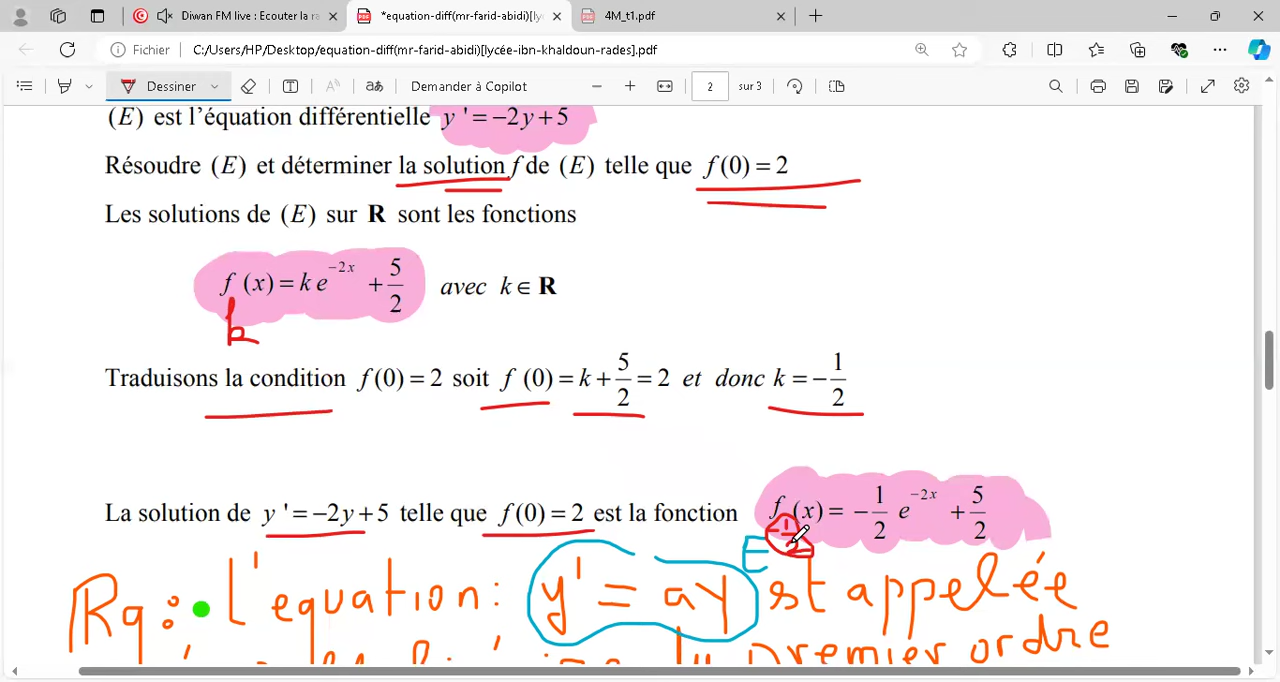 Diwan FM live : Ecouter la ra
*equation-diff(mr-farid-abidi)[ly
4M_t1.pdf
Fichier C:/Users/HP/Desktop/equation-diff(mr-farid-abidi)[lycée-ibn-khaldoun-rades].pdf
Dessiner aあ Demander à Copilot 2 sur 3
(E) est l'équation différentielle y ' = −2y + 5
Résoudre (E) et déterminer la solution f de (E) telle que f(0) = 2
Les solutions de (E) sur R sont les fonctions
f (x) = k e^{−2x} + 5/2 avec k ∈ R
k
Traduisons la condition f(0) = 2 soit f (0) = k + 5/2 = 2 et donc k = −1/2
La solution de y ' = −2y + 5 telle que f(0) = 2 est la fonction f_{-1/2}(x) = −1/2 e^{−2x} + 5/2
Rq : L'equation: y' = ay Est appelée
premier ordre